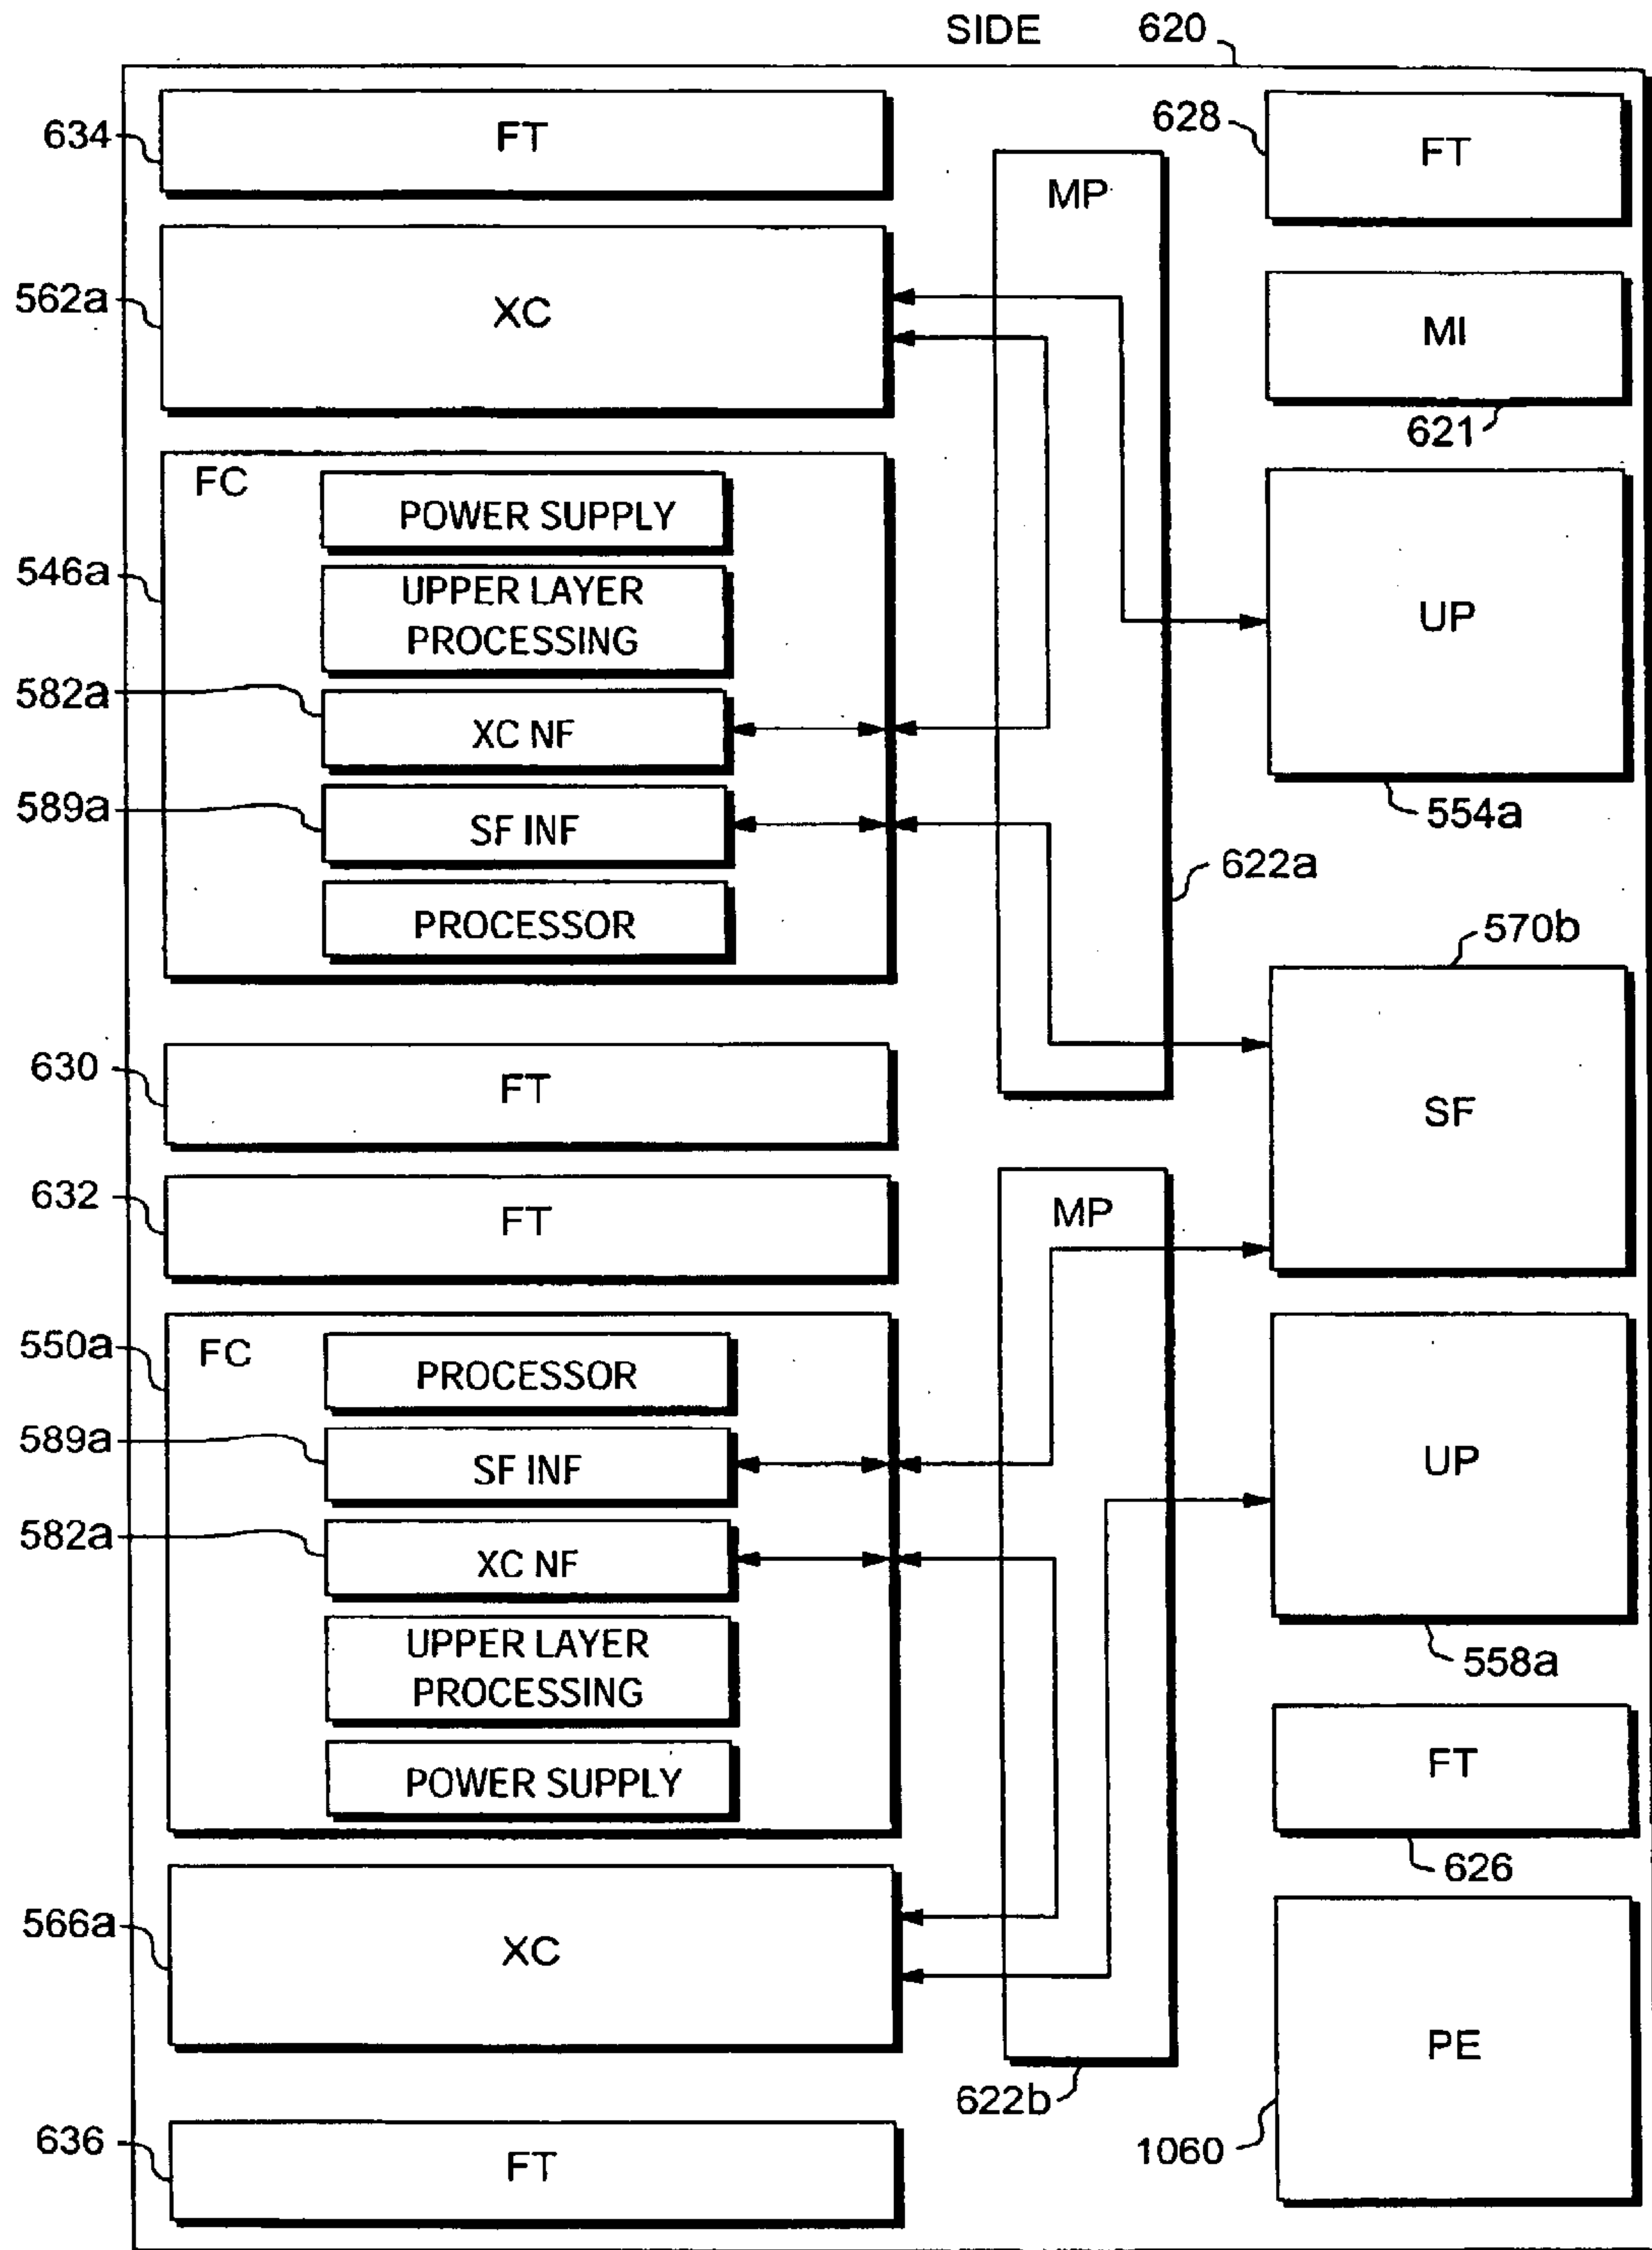 SIDE 620
634 FT
628 FT
MP
562a XC
MI
621
FC
POWER SUPPLY
546a
UPPER LAYER
PROCESSING
UP
582a
XC NF
589a
SF INF
554a
622a
PROCESSOR
570b
630 FT
SF
632 FT
MP
550a FC
PROCESSOR
589a
SF INF
UP
582a
XC NF
UPPER LAYER
PROCESSING
558a
POWER SUPPLY
FT
626
566a XC
PE
622b
636 FT
1060